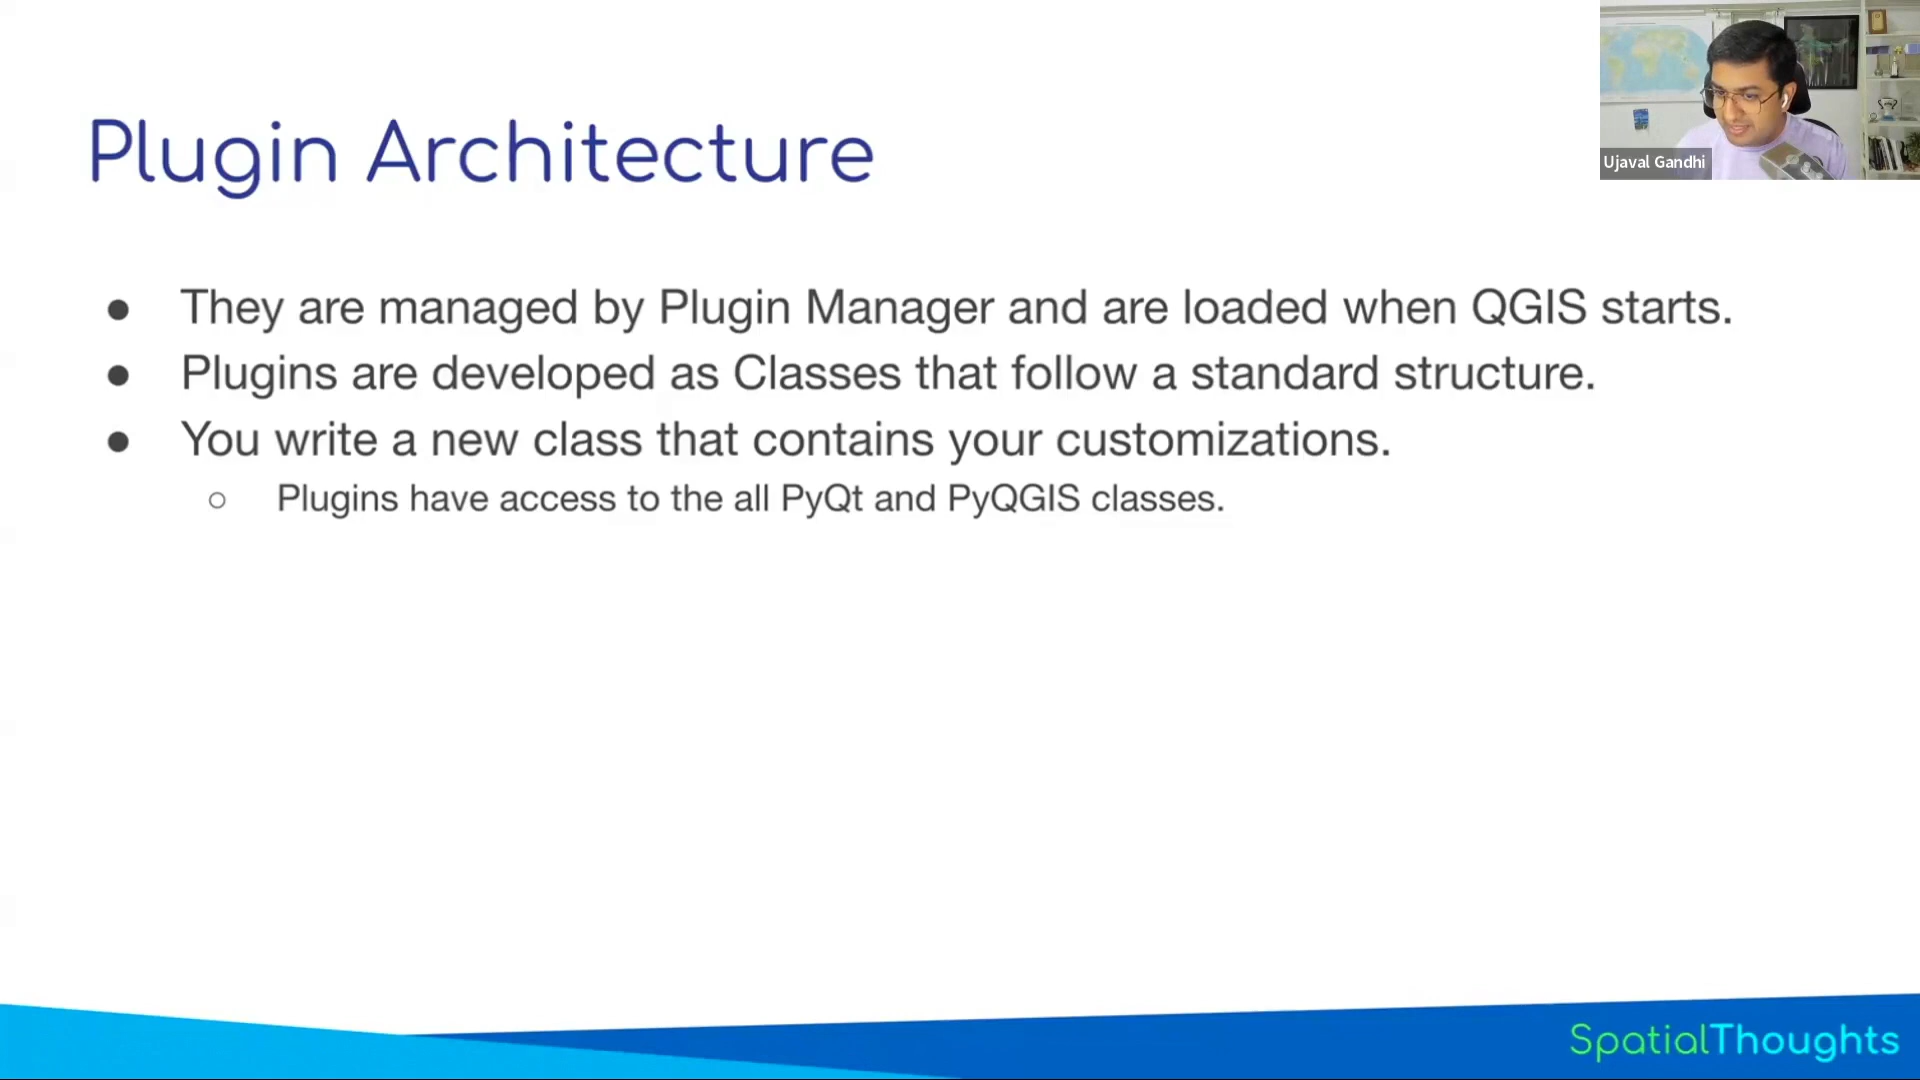 Plugin Architecture
Ujaval Gandhi
● They are managed by Plugin Manager and are loaded when QGIS starts.
● Plugins are developed as Classes that follow a standard structure.
● You write a new class that contains your customizations.
○ Plugins have access to the all PyQt and PyQGIS classes.
SpatialThoughts